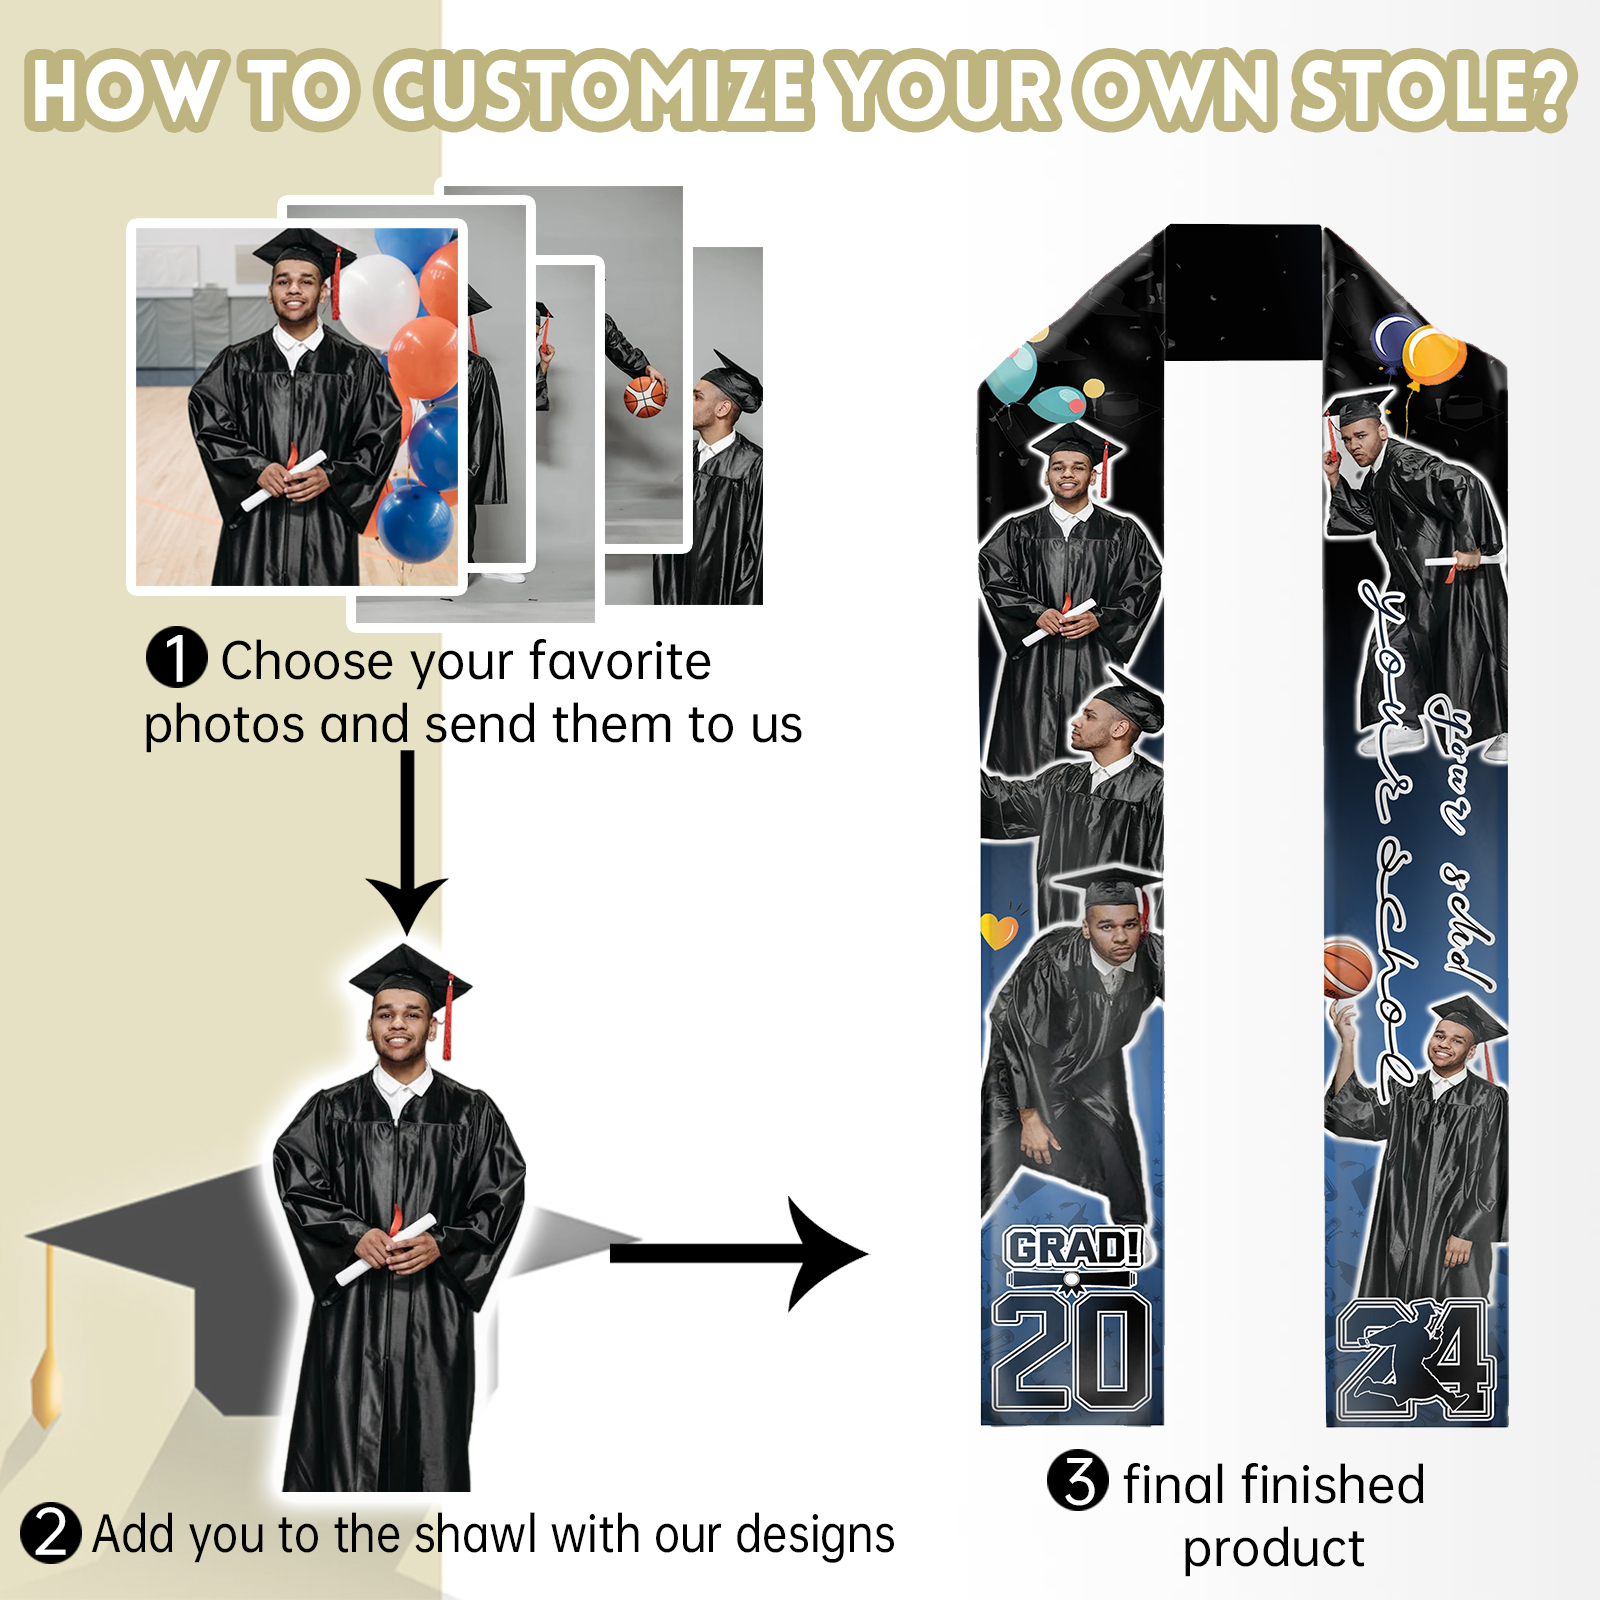 HOW TO CUSTOMIZE YOUR OWN STOLE?
1 Choose your favorite
photos and send them to us
2 Add you to the shawl with our designs
your school
your school
GRAD!
20
24
3 final finished
product